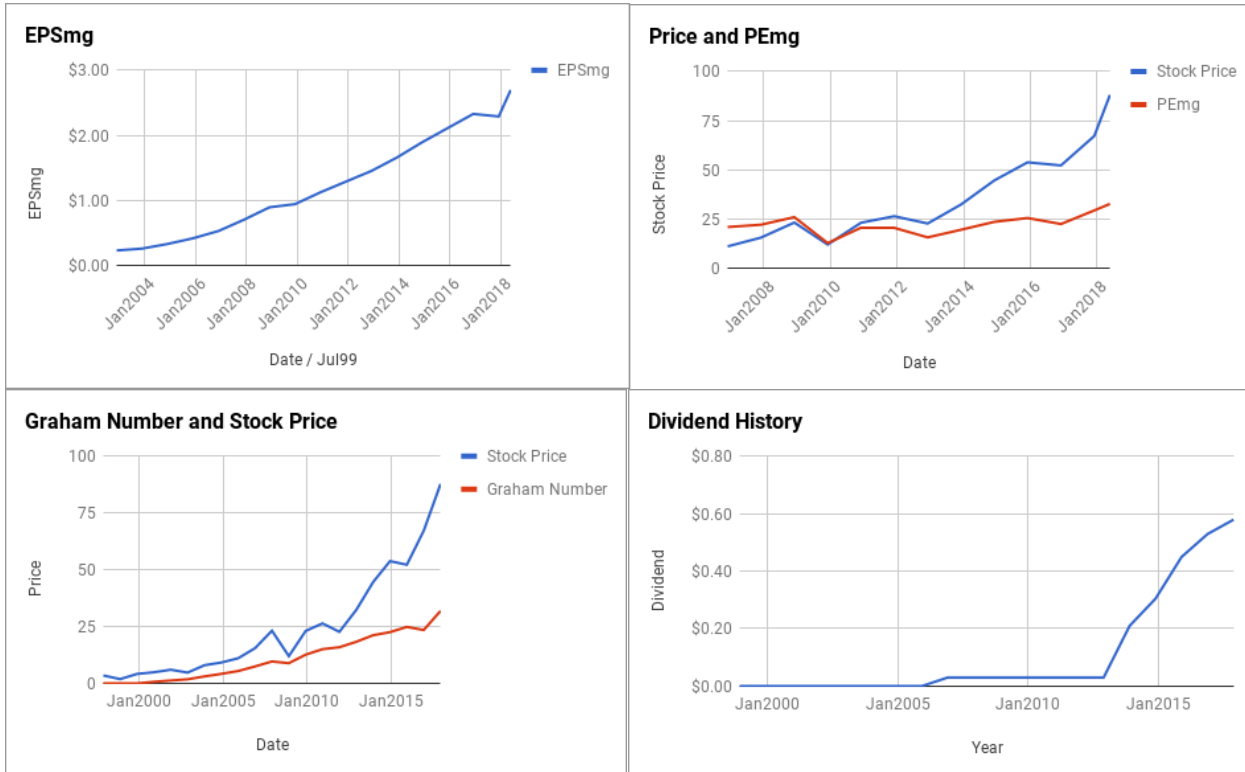 EPSmg
$3.00
$2.00
$1.00
$0.00
EPSmg
EPSmg
Jan2004
Jan2006
Jan2008
Jan2010
Jan2012
Jan2014
Jan2016
Jan2018
Date / Jul99
Price and PEmg
100
75
50
25
0
Stock Price
Stock Price
PEmg
Jan2008
Jan2010
Jan2012
Jan2014
Jan2016
Jan2018
Date
Graham Number and Stock Price
100
75
50
25
0
Price
Stock Price
Graham Number
Jan2000
Jan2005
Jan2010
Jan2015
Date
Dividend History
$0.80
$0.60
$0.40
$0.20
$0.00
Dividend
Jan2000
Jan2005
Jan2010
Jan2015
Year